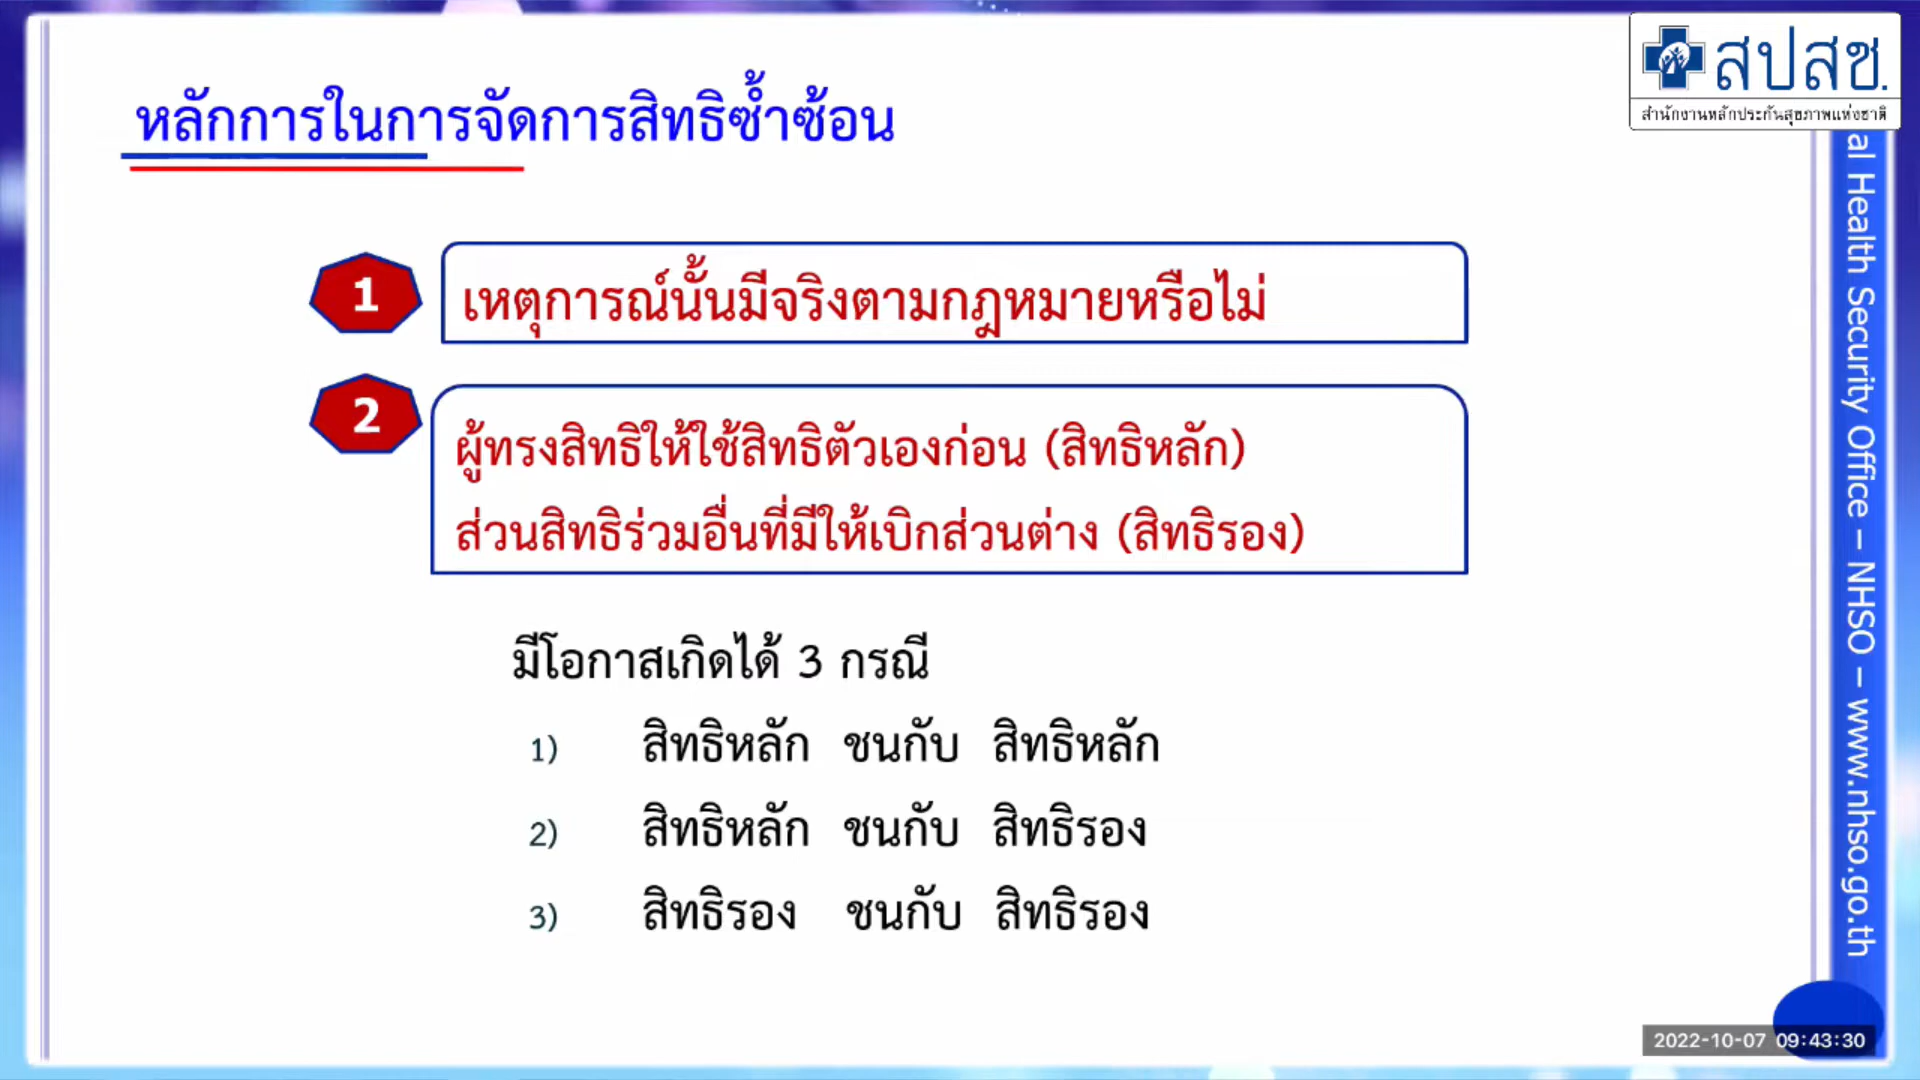 สปสช.
สำนักงานหลักประกันสุขภาพแห่งชาติ
หลักการในการจัดการสิทธิซ้ำซ้อน
1
เหตุการณ์นั้นมีจริงตามกฎหมายหรือไม่
2
ผู้ทรงสิทธิให้ใช้สิทธิตัวเองก่อน (สิทธิหลัก)
ส่วนสิทธิร่วมอื่นที่มีให้เบิกส่วนต่าง (สิทธิรอง)
มีโอกาสเกิดได้ 3 กรณี
1) สิทธิหลัก ชนกับ สิทธิหลัก
2) สิทธิหลัก ชนกับ สิทธิรอง
3) สิทธิรอง ชนกับ สิทธิรอง
al Health Security Office – NHSO – www.nhso.go.th
2022-10-07 09:43:30